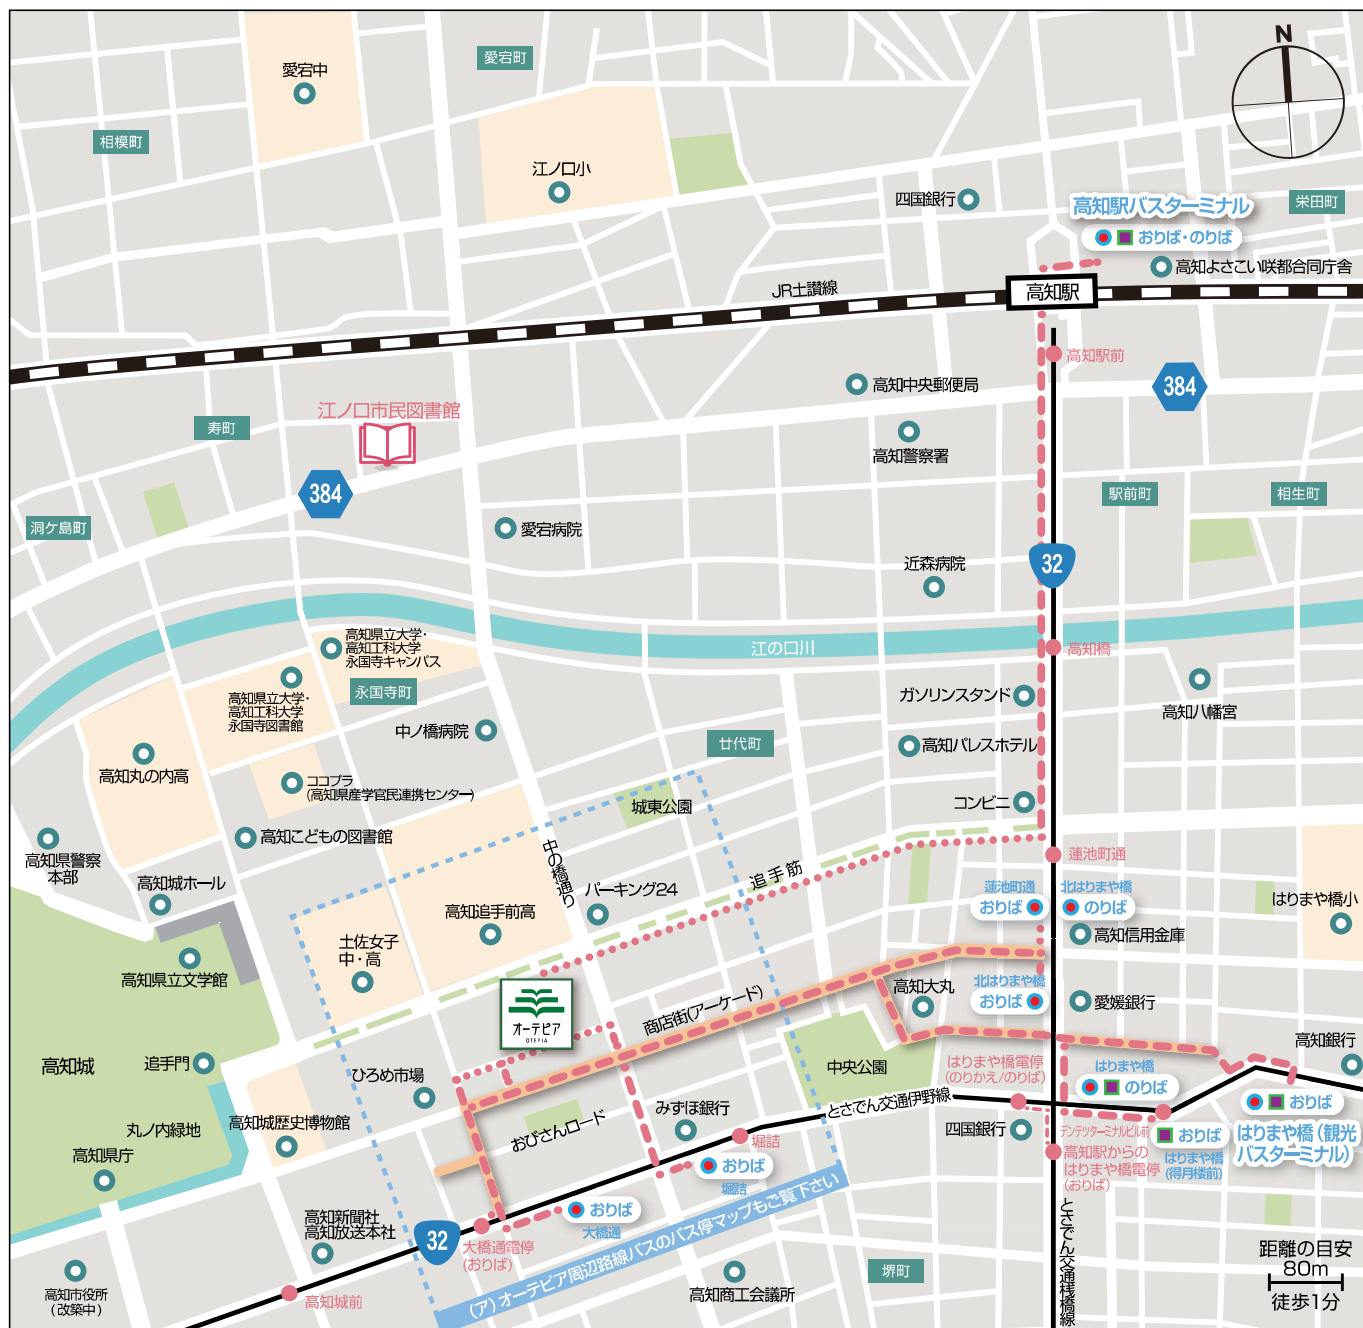 N
愛宕町
愛宕中
相模町
江ノ口小
四国銀行
栄田町
高知駅バスターミナル
おりば・のりば
高知よさこい咲都合同庁舎
JR土讃線
高知駅
高知駅前
高知中央郵便局
384
江ノ口市民図書館
寿町
高知警察署
384
駅前町
相生町
洞ケ島町
愛宕病院
近森病院
32
江の口川
高知橋
高知県立大学・
高知工科大学
永国寺キャンパス
高知県立大学・
高知工科大学
永国寺図書館
永国寺町
ガソリンスタンド
高知八幡宮
中ノ橋病院
廿代町
高知パレスホテル
高知丸の内高
ココプラ
(高知県産学官民連携センター)
城東公園
コンビニ
高知こどもの図書館
高知県警察
本部
中の橋通り
追手筋
蓮池町通
高知城ホール
パーキング24
蓮池町通
おりば
北はりまや橋
のりば
はりまや橋小
高知追手前高
土佐女子
中・高
高知信用金庫
高知県立文学館
北はりまや橋
おりば
高知大丸
愛媛銀行
商店街(アーケード)
オーテピア
OTEPIA
高知城
追手門
ひろめ市場
中央公園
はりまや橋電停
(のりかえ/のりば)
はりまや橋
のりば
高知銀行
おりば
はりまや橋(観光
バスターミナル)
とさでん交通伊野線
みずほ銀行
おびさんロード
高知城歴史博物館
丸ノ内緑地
高知県庁
堀詰
四国銀行
デンテツターミナルビル前
おりば
はりまや橋
(得月楼前)
高知駅からの
はりまや橋電停
(おりば)
おりば
堀詰
おりば
大橋通
高知新聞社
高知放送本社
32
大橋通電停
(おりば)
(ア)オーテピア周辺路線バスのバス停マップもご覧下さい
とさでん交通桟橋線
高知市役所
(改築中)
高知城前
高知商工会議所
堺町
距離の目安
80m
徒歩1分